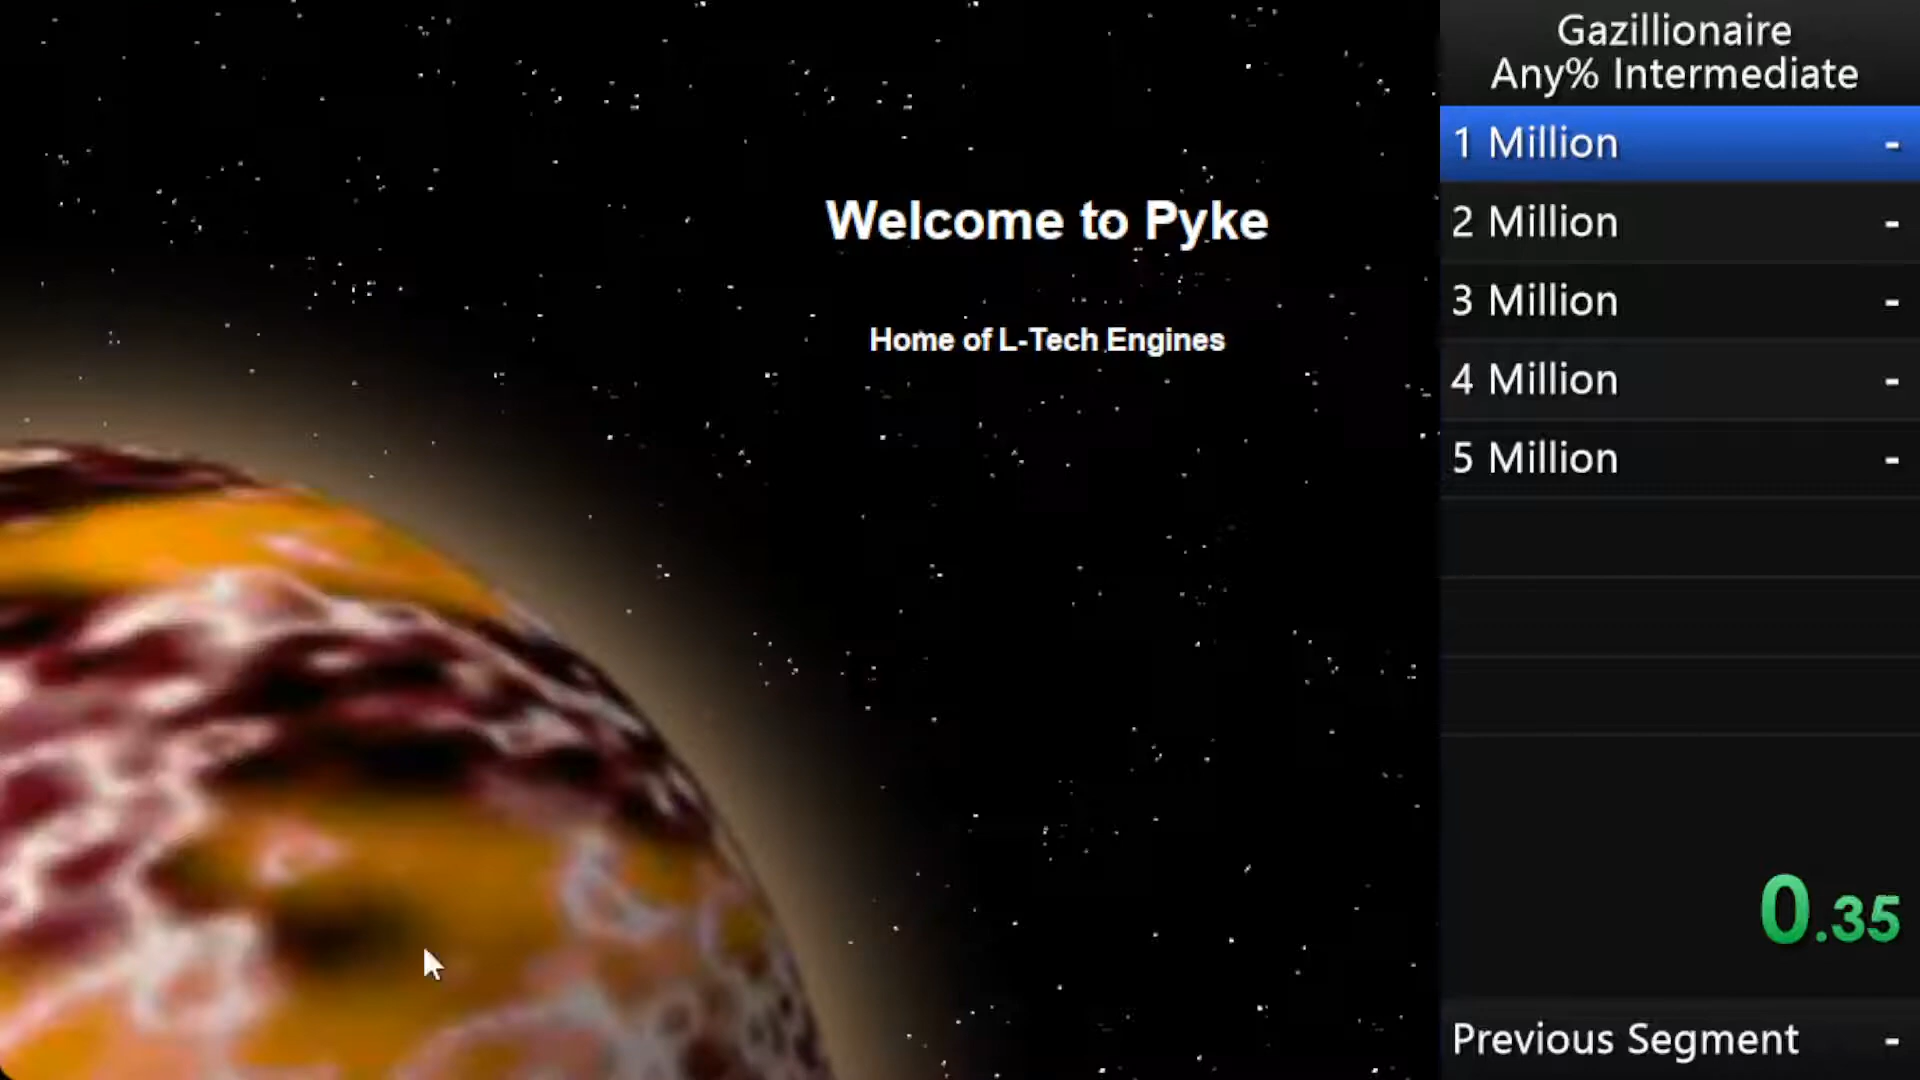 Welcome to Pyke
Home of L-Tech Engines
Gazillionaire
Any% Intermediate
1 Million -
2 Million -
3 Million -
4 Million -
5 Million -
0.35
Previous Segment -